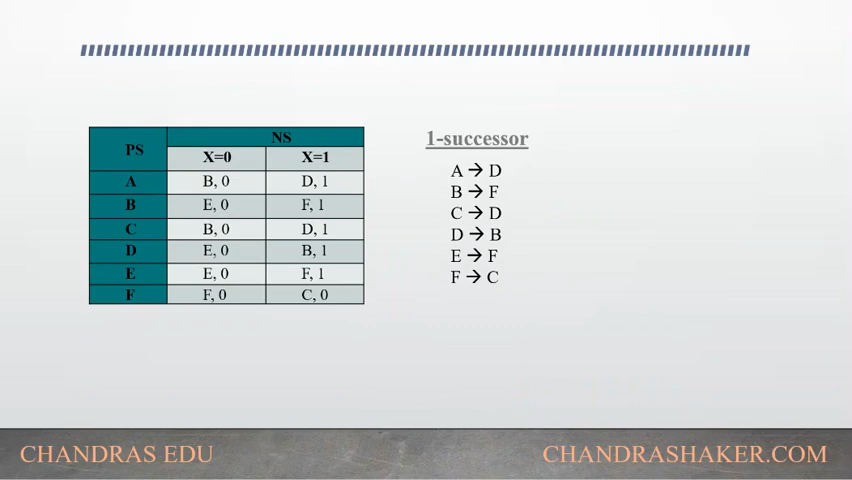 PS NS
X=0 X=1
A B, 0 D, 1
B E, 0 F, 1
C B, 0 D, 1
D E, 0 B, 1
E E, 0 F, 1
F F, 0 C, 0
1-successor
A → D
B → F
C → D
D → B
E → F
F → C
CHANDRAS EDU
CHANDRASHAKER.COM